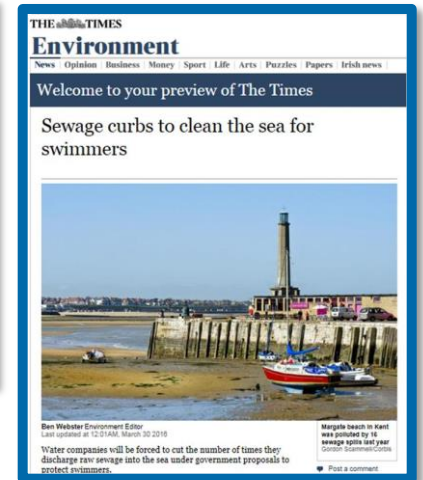 THE TIMES
Environment
News Opinion Business Money Sport Life Arts Puzzles Papers Irish news
Welcome to your preview of The Times
Sewage curbs to clean the sea for
swimmers
Ben Webster Environment Editor
Last updated at 12:01AM, March 30 2016
Water companies will be forced to cut the number of times they
discharge raw sewage into the sea under government proposals to
protect swimmers.
Margate beach in Kent
was polluted by 16
sewage spills last year
Gordon Scammell/Corbis
Post a comment